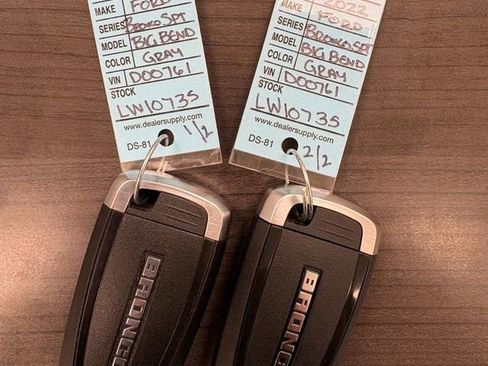 MAKE FORD
SERIES BRONCO SPT
MODEL BIG BEND
COLOR GRAY
VIN D00761
STOCK
LW10735
www.dealersupply.com
DS-81 1/2
BRONCO
2022
MAKE FORD
SERIES BRONCO SPT
MODEL BIG BEND
COLOR GRAY
VIN D00761
STOCK
LW10735
www.dealersupply.com
DS-81 2/2
BRONCO